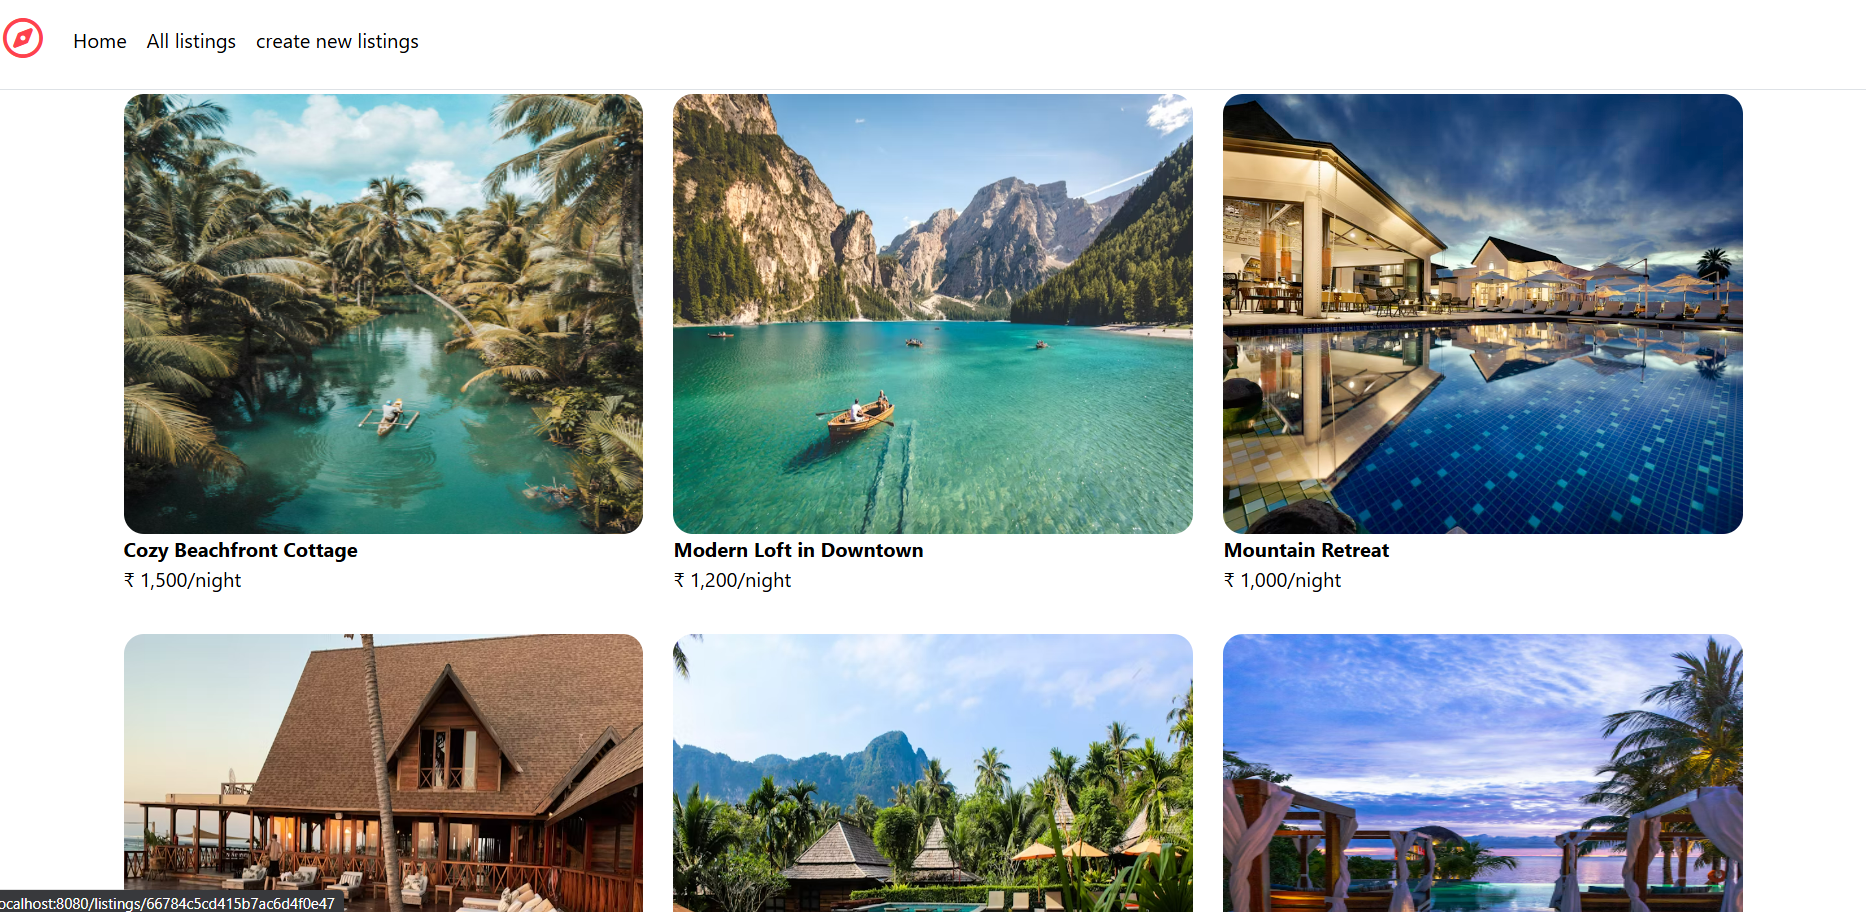 Home All listings create new listings
Cozy Beachfront Cottage
₹ 1,500/night
Modern Loft in Downtown
₹ 1,200/night
Mountain Retreat
₹ 1,000/night
ocalhost:8080/listings/66784c5cd415b7ac6d4f0e47